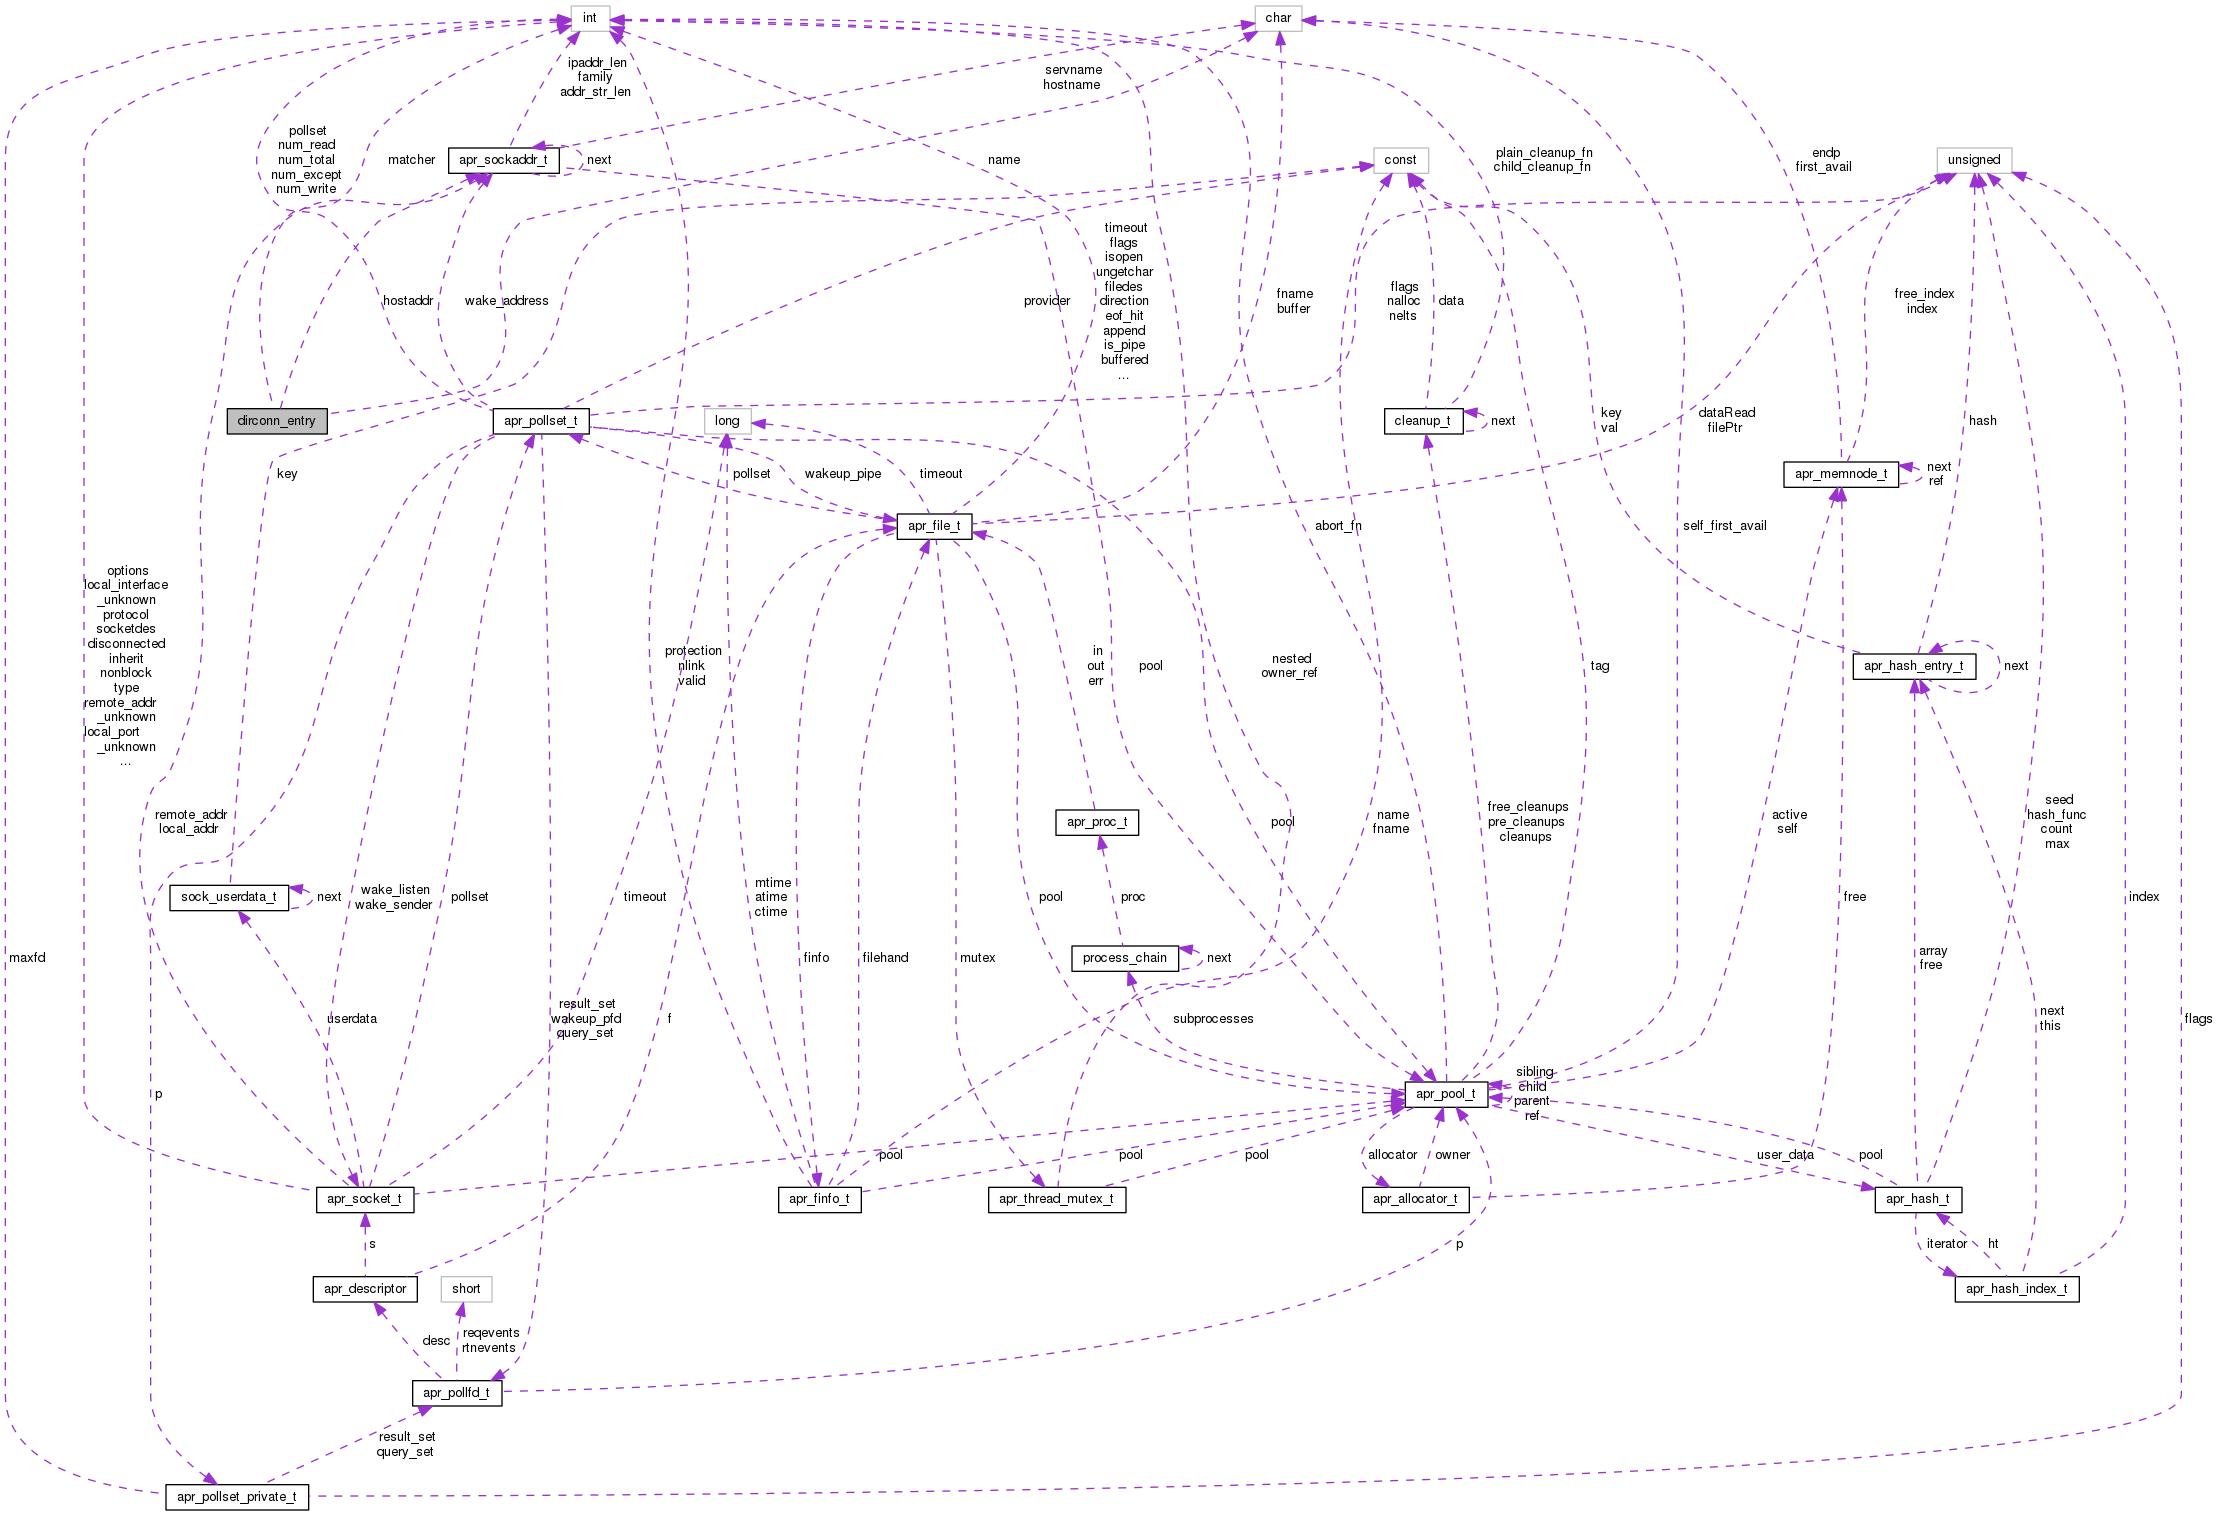 int
char
ipaddr_len
family
addr_str_len
servname
hostname
pollset
num_read
num_total
num_except
num_write
matcher
apr_sockaddr_t
next
name
const
plain_cleanup_fn
child_cleanup_fn
endp
first_avail
unsigned
timeout
flags
isopen
ungetchar
filedes
direction
eof_hit
append
is_pipe
buffered
...
hostaddr
wake_address
provider
fname
buffer
flags
nalloc
nelts
data
free_index
index
dirconn_entry
apr_pollset_t
long
cleanup_t
next
key
val
dataRead
filePtr
hash
key
pollset
wakeup_pipe
timeout
apr_memnode_t
next
ref
apr_file_t
abort_fn
self_first_avail
options
local_interface
_unknown
protocol
socketdes
disconnected
inherit
nonblock
type
remote_addr
_unknown
local_port
_unknown
...
protection
nlink
valid
in
out
err
pool
nested
owner_ref
tag
apr_hash_entry_t
next
remote_addr
local_addr
apr_proc_t
pool
name
fname
free_cleanups
pre_cleanups
cleanups
active
self
seed
hash_func
count
max
sock_userdata_t
next
wake_listen
wake_sender
pollset
timeout
mtime
atime
ctime
pool
proc
free
index
maxfd
finfo
filehand
mutex
process_chain
next
array
free
userdata
result_set
wakeup_pfd
query_set
f
subprocesses
next
this
flags
p
apr_pool_t
sibling
child
parent
ref
pool
pool
pool
allocator
owner
user_data
pool
apr_socket_t
apr_finfo_t
apr_thread_mutex_t
apr_allocator_t
apr_hash_t
s
p
iterator
ht
apr_descriptor
short
apr_hash_index_t
desc
reqevents
rtnevents
apr_pollfd_t
result_set
query_set
apr_pollset_private_t